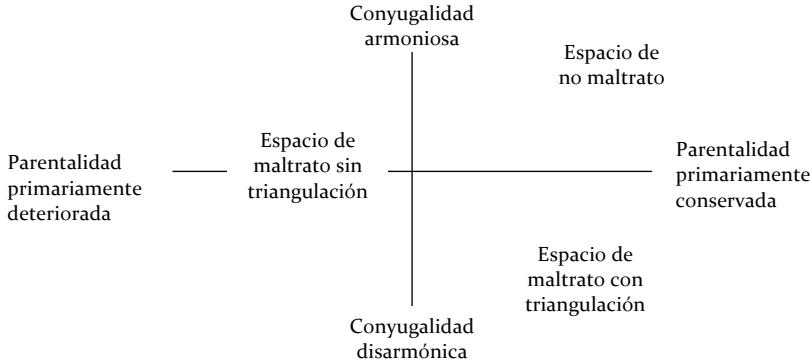 Conyugalidad
armoniosa
Espacio de
no maltrato
Espacio de
maltrato sin
triangulación
Parentalidad
primariamente
deteriorada
Parentalidad
primariamente
conservada
Espacio de
maltrato con
triangulación
Conyugalidad
disarmónica